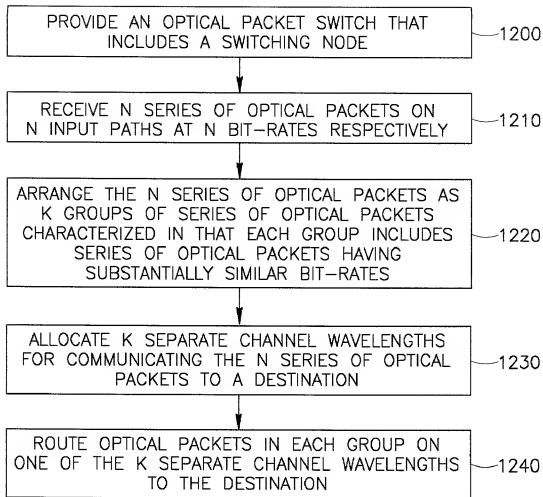 PROVIDE AN OPTICAL PACKET SWITCH THAT
INCLUDES A SWITCHING NODE
1200
RECEIVE N SERIES OF OPTICAL PACKETS ON
N INPUT PATHS AT N BIT-RATES RESPECTIVELY
1210
ARRANGE THE N SERIES OF OPTICAL PACKETS AS
K GROUPS OF SERIES OF OPTICAL PACKETS
CHARACTERIZED IN THAT EACH GROUP INCLUDES
SERIES OF OPTICAL PACKETS HAVING
SUBSTANTIALLY SIMILAR BIT-RATES
1220
ALLOCATE K SEPARATE CHANNEL WAVELENGTHS
FOR COMMUNICATING THE N SERIES OF OPTICAL
PACKETS TO A DESTINATION
1230
ROUTE OPTICAL PACKETS IN EACH GROUP ON
ONE OF THE K SEPARATE CHANNEL WAVELENGTHS
TO THE DESTINATION
1240